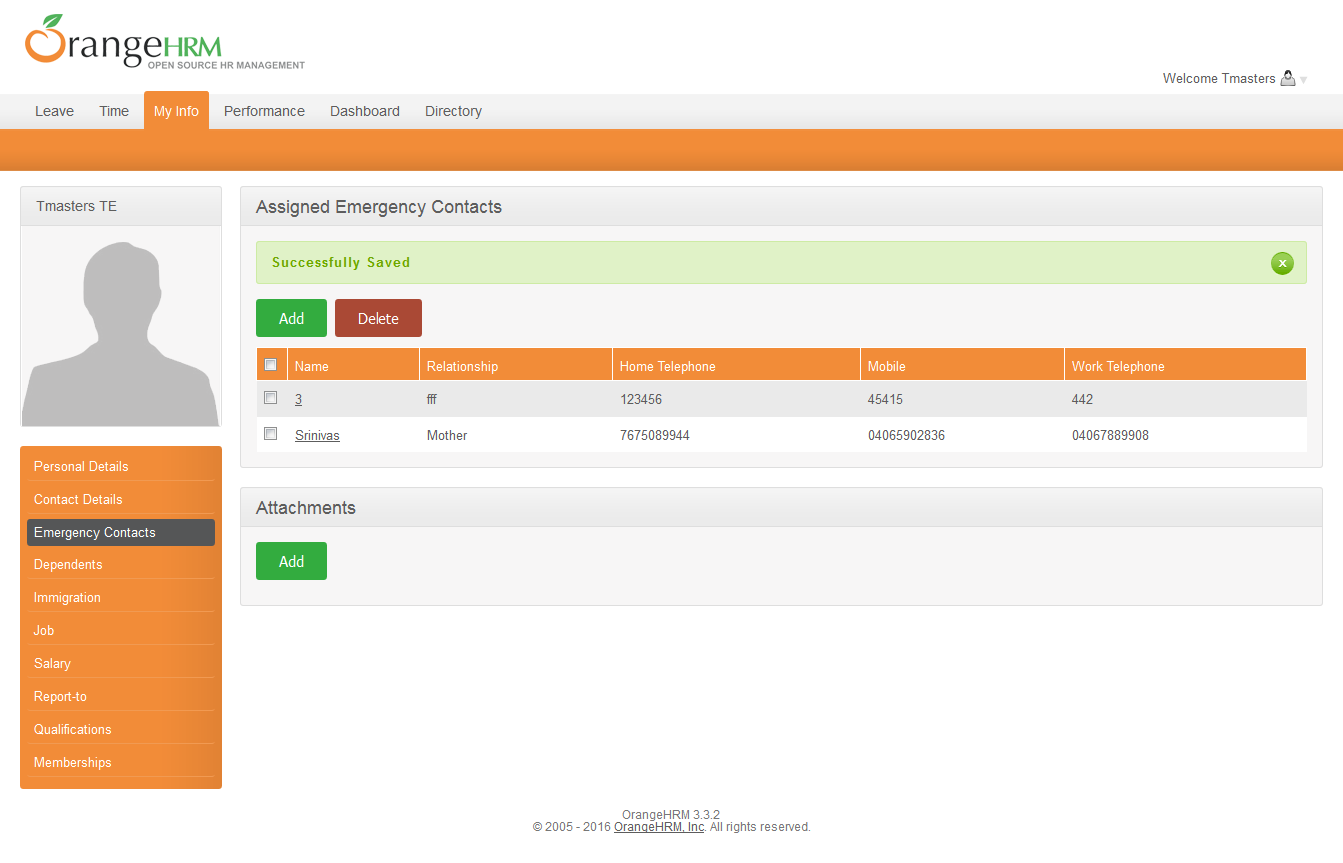 OrangeHRM
OPEN SOURCE HR MANAGEMENT
Welcome Tmasters
Leave Time My Info Performance Dashboard Directory
Tmasters TE
Personal Details
Contact Details
Emergency Contacts
Dependents
Immigration
Job
Salary
Report-to
Qualifications
Memberships
Assigned Emergency Contacts
Successfully Saved x
Add Delete
Name Relationship Home Telephone Mobile Work Telephone
3 fff 123456 45415 442
Srinivas Mother 7675089944 04065902836 04067889908
Attachments
Add
OrangeHRM 3.3.2
© 2005 - 2016 OrangeHRM, Inc. All rights reserved.